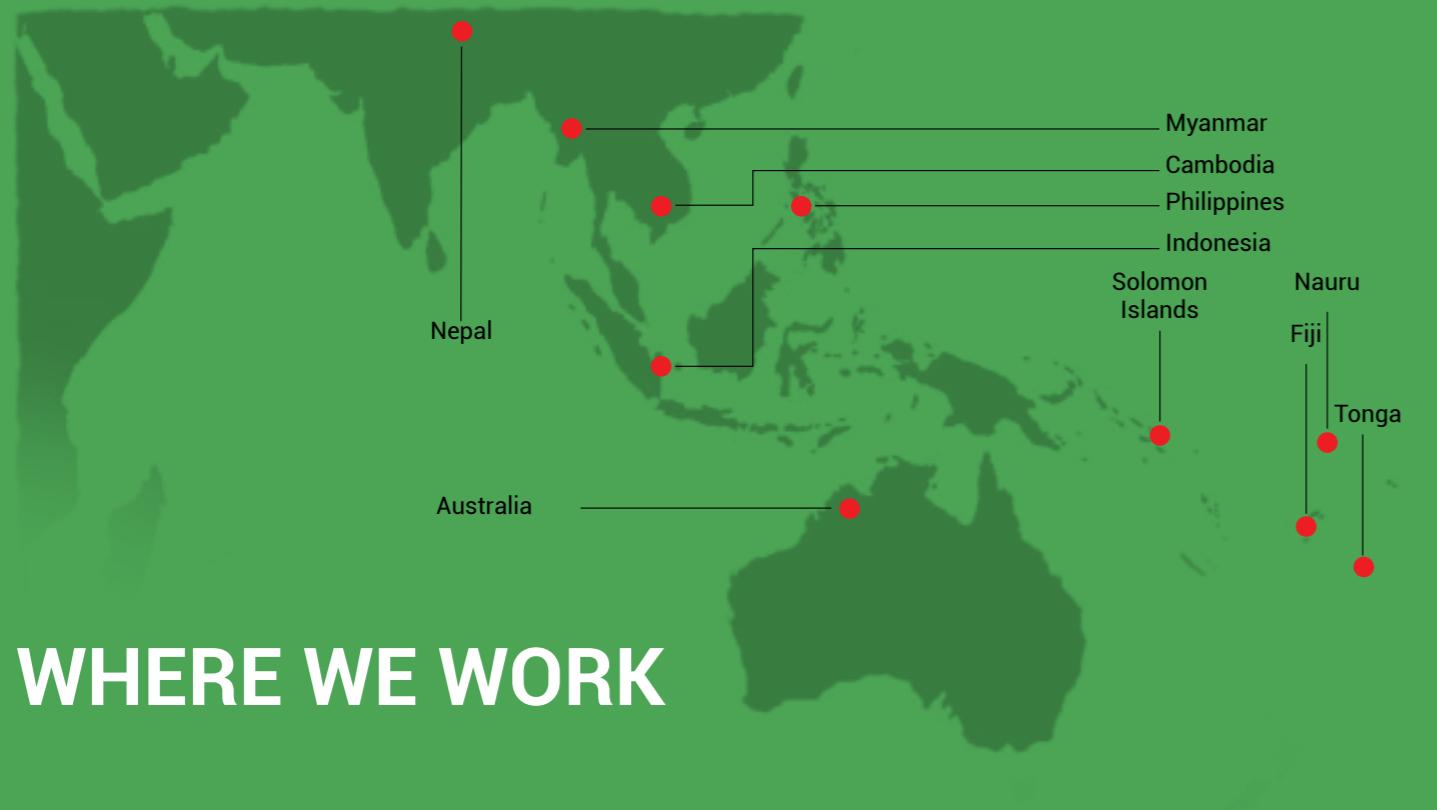 Myanmar
Cambodia
Philippines
Indonesia
Solomon
Islands
Nauru
Fiji
Nepal
Tonga
Australia
WHERE WE WORK